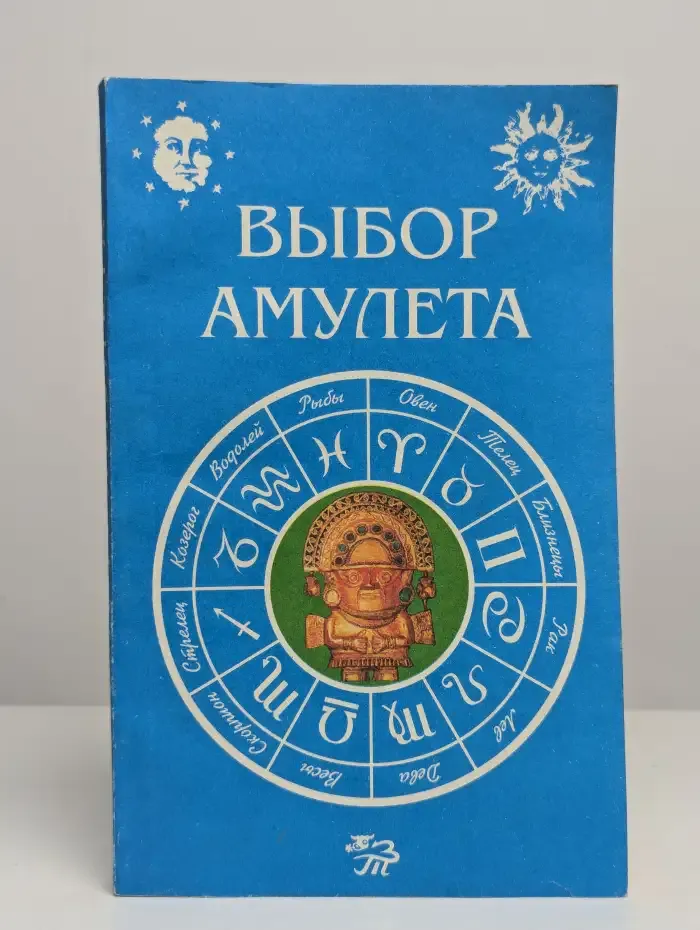 ВЫБОР
АМУЛЕТА
Овен
Телец
Близнецы
Рак
Лев
Дева
Весы
Скорпион
Стрелец
Козерог
Водолей
Рыбы